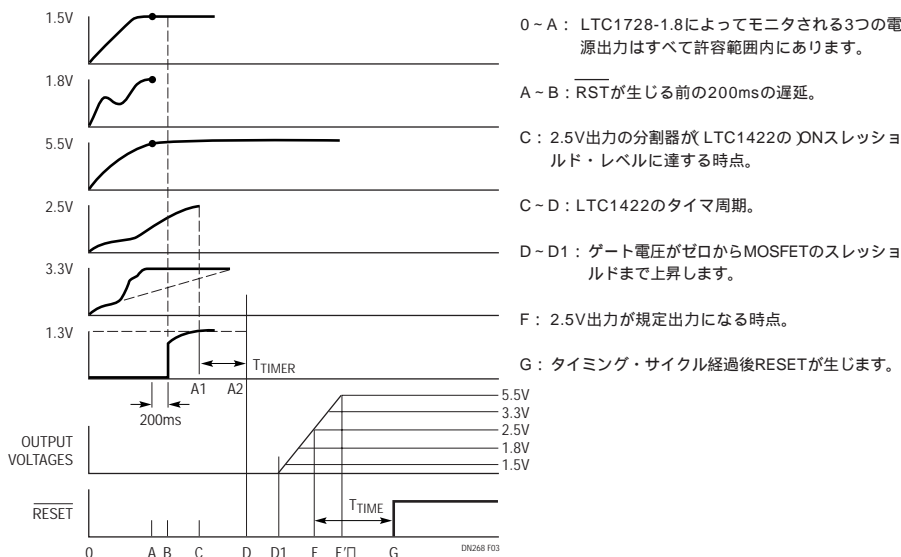 1.5V
1.8V
5.5V
2.5V
3.3V
1.3V
TTIMER
A1 A2
200ms
OUTPUT
VOLTAGES
5.5V
3.3V
2.5V
1.8V
1.5V
RESET
TTIME
0 A B C D D1 F F'□ G
DN268 F03
0~A： LTC1728-1.8によってモニタされる3つの電
源出力はすべて許容範囲内にあります。
A~B：RSTが生じる前の200msの遅延。
C： 2.5V出力の分割器が( LTC1422の )ONスレッショ
ルド・レベルに達する時点。
C~D：LTC1422のタイマ周期。
D~D1： ゲート電圧がゼロからMOSFETのスレッショ
ルドまで上昇します。
F： 2.5V出力が規定出力になる時点。
G：タイミング・サイクル経過後RESETが生じます。